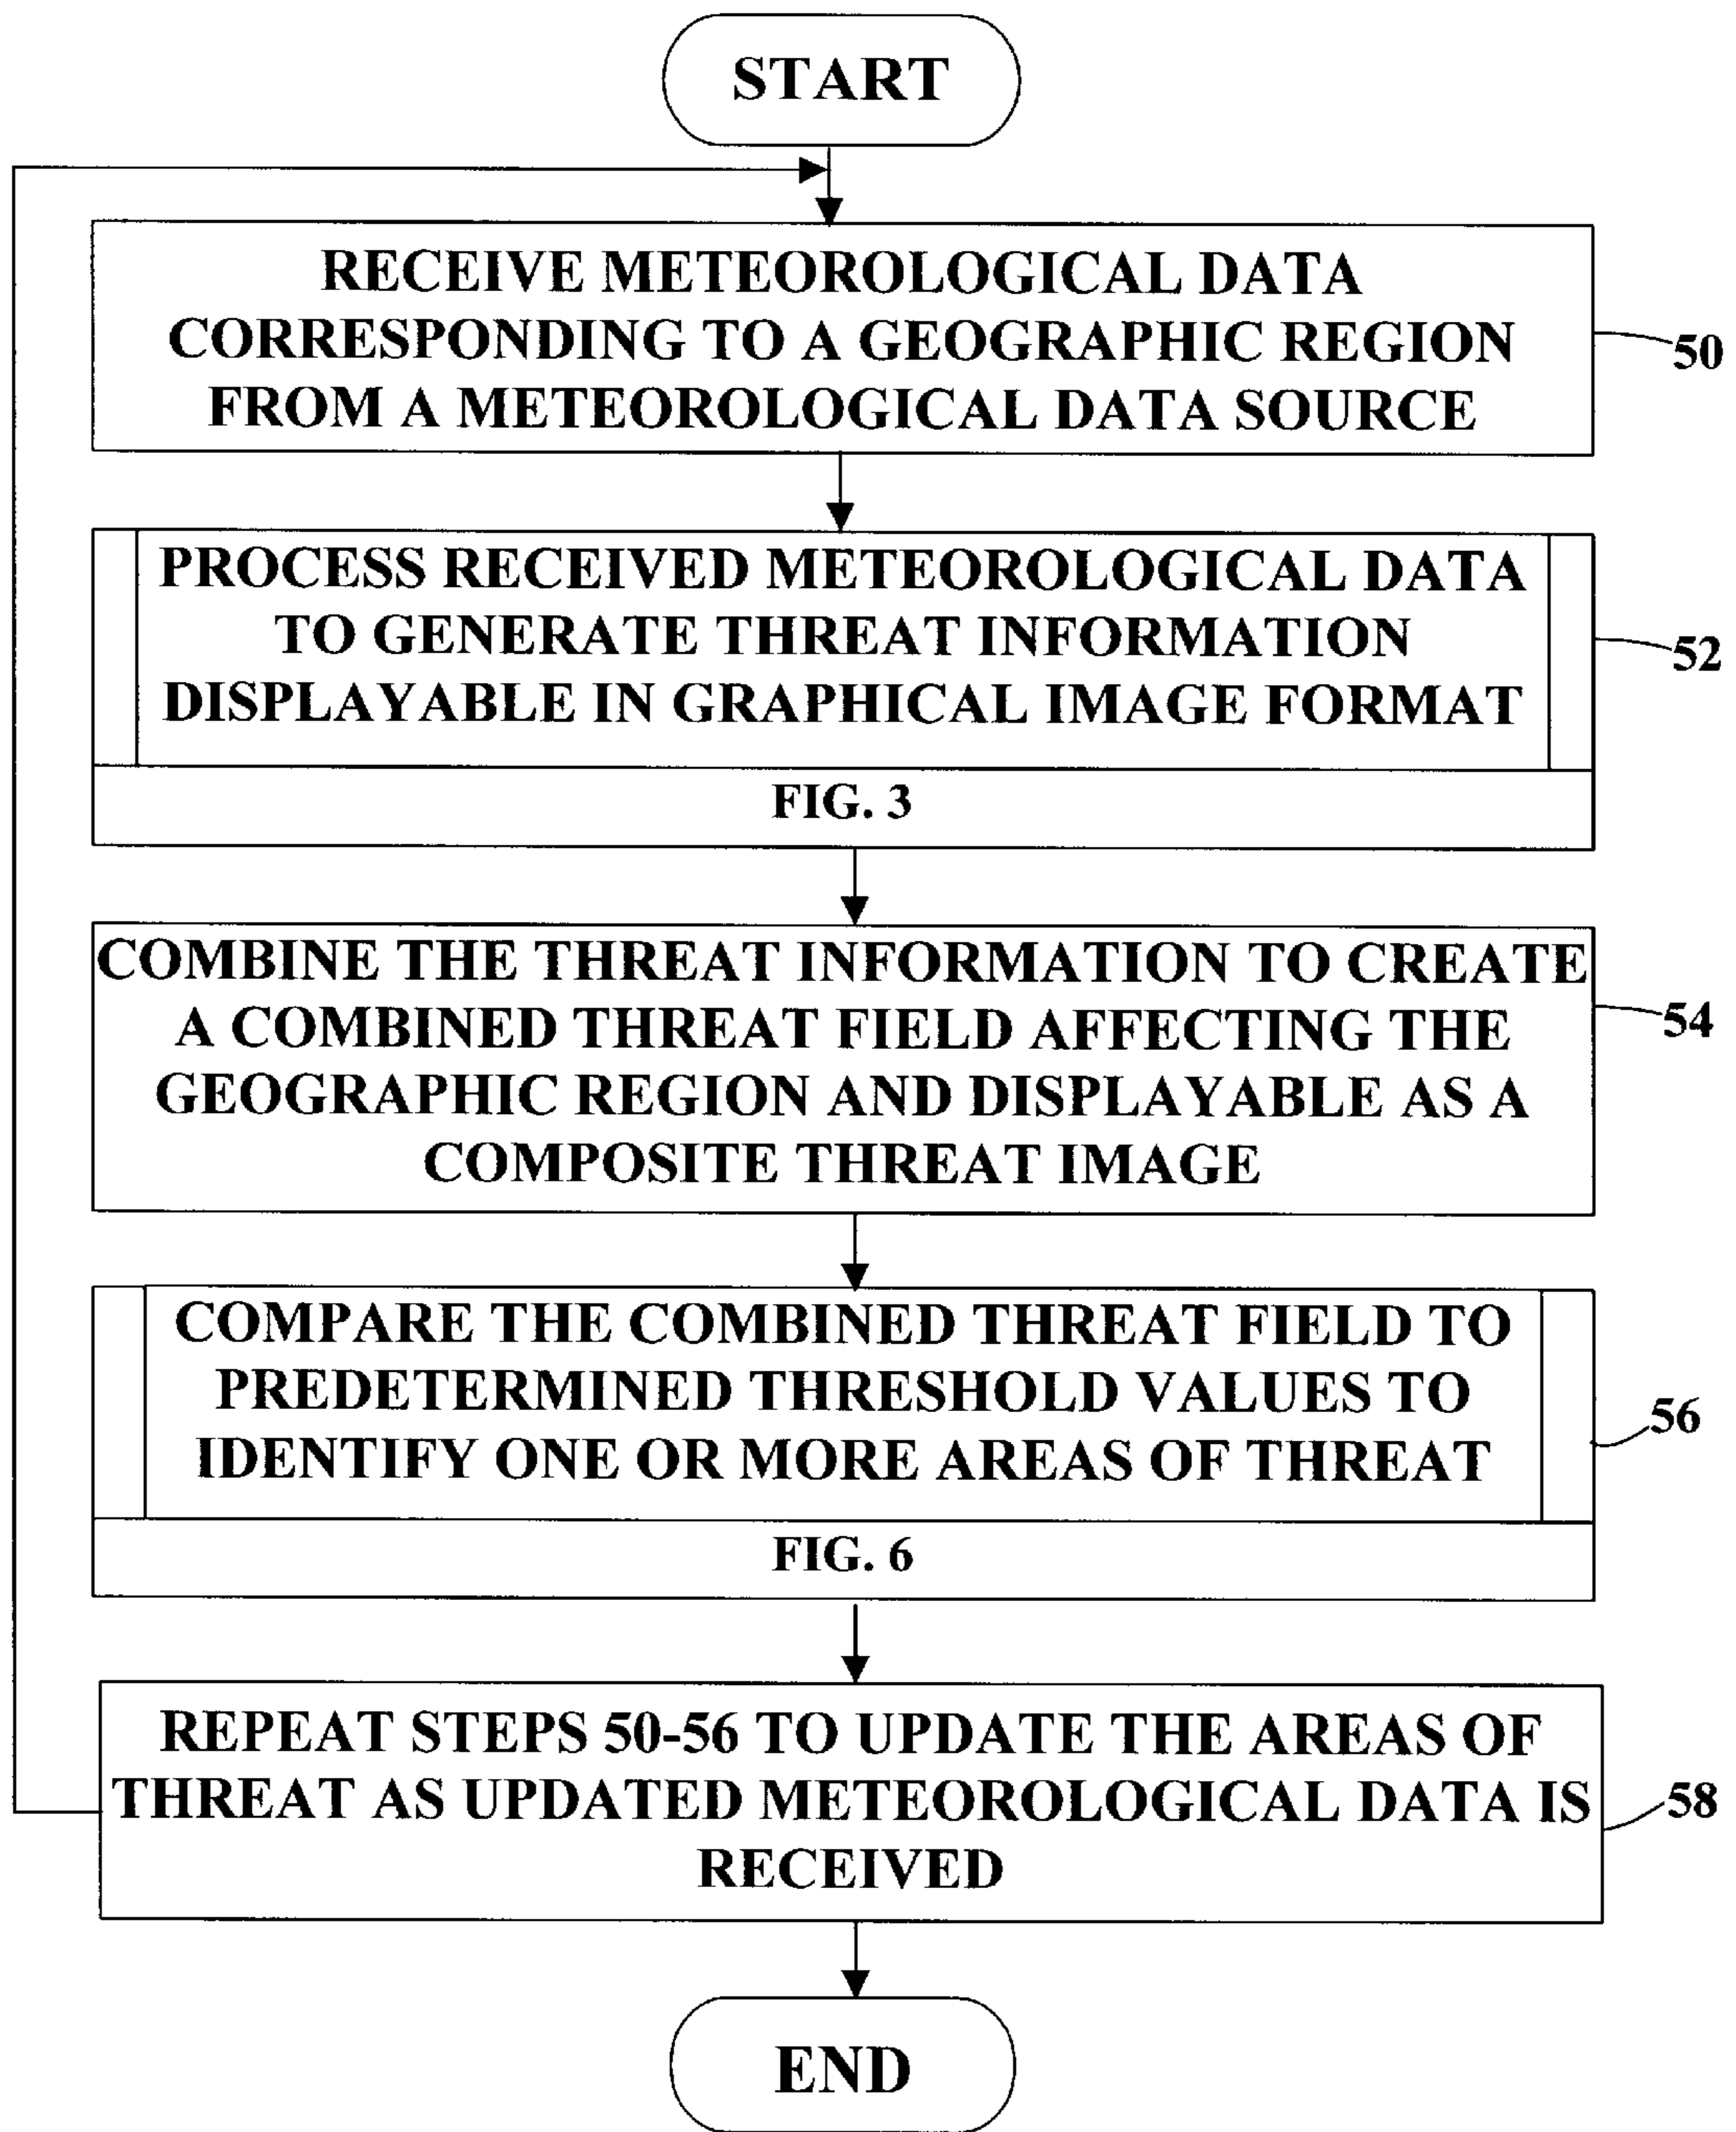 START
RECEIVE METEOROLOGICAL DATA
CORRESPONDING TO A GEOGRAPHIC REGION
FROM A METEOROLOGICAL DATA SOURCE
50
PROCESS RECEIVED METEOROLOGICAL DATA
TO GENERATE THREAT INFORMATION
DISPLAYABLE IN GRAPHICAL IMAGE FORMAT
52
FIG. 3
COMBINE THE THREAT INFORMATION TO CREATE
A COMBINED THREAT FIELD AFFECTING THE
GEOGRAPHIC REGION AND DISPLAYABLE AS A
COMPOSITE THREAT IMAGE
54
COMPARE THE COMBINED THREAT FIELD TO
PREDETERMINED THRESHOLD VALUES TO
IDENTIFY ONE OR MORE AREAS OF THREAT
56
FIG. 6
REPEAT STEPS 50-56 TO UPDATE THE AREAS OF
THREAT AS UPDATED METEOROLOGICAL DATA IS
RECEIVED
58
END